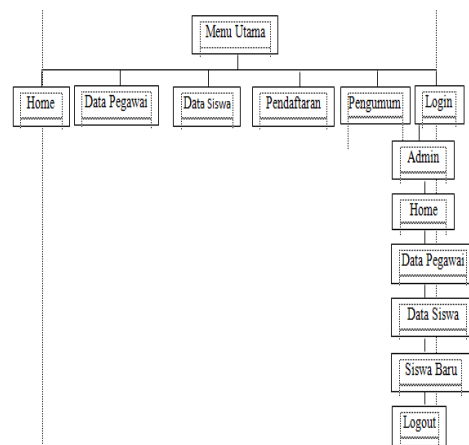 Menu Utama
Home
Data Pegawai
Data Siswa
Pendaftaran
Pengumum
Login
Admin
Home
Data Pegawai
Data Siswa
Siswa Baru
Logout